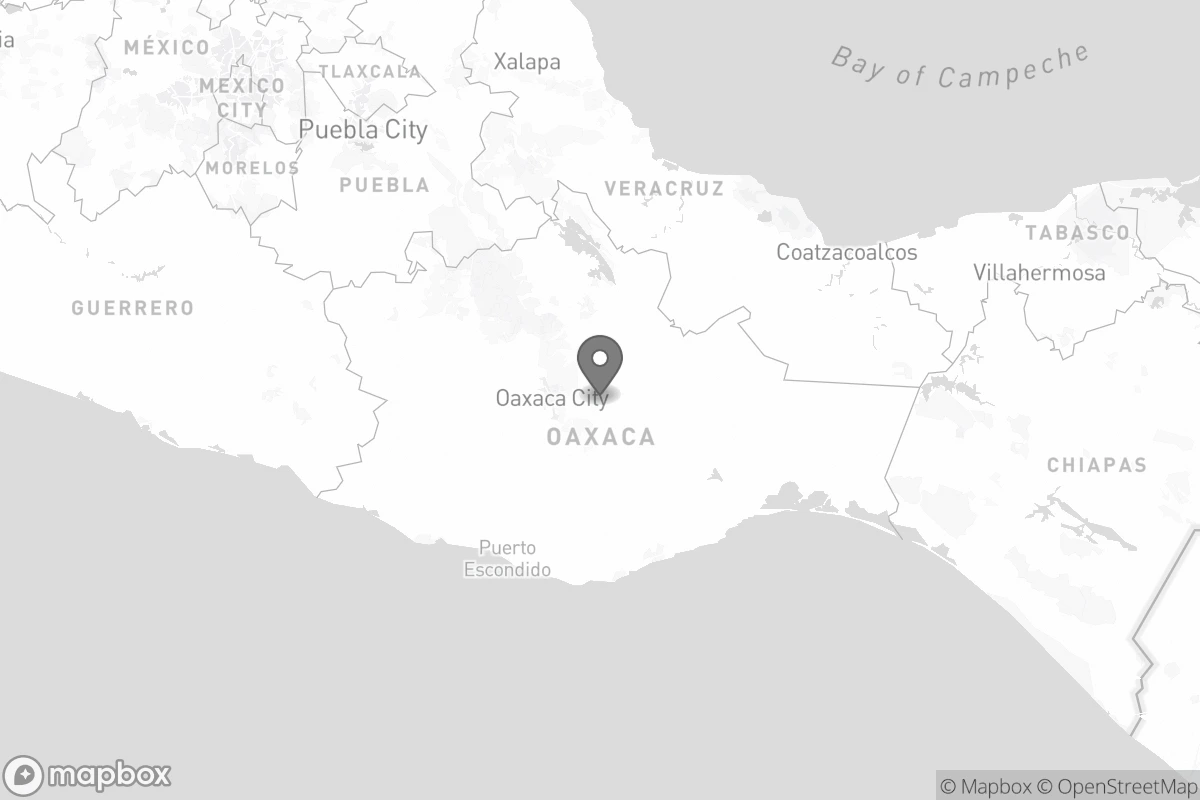 ia
MÉXICO
Xalapa
Bay of Campeche
TLAXCALA
MEXICO
CITY
Puebla City
MORELOS
PUEBLA
VERACRUZ
TABASCO
Coatzacoalcos
Villahermosa
GUERRERO
Oaxaca City
OAXACA
CHIAPAS
Puerto
Escondido
mapbox
© Mapbox © OpenStreetMap